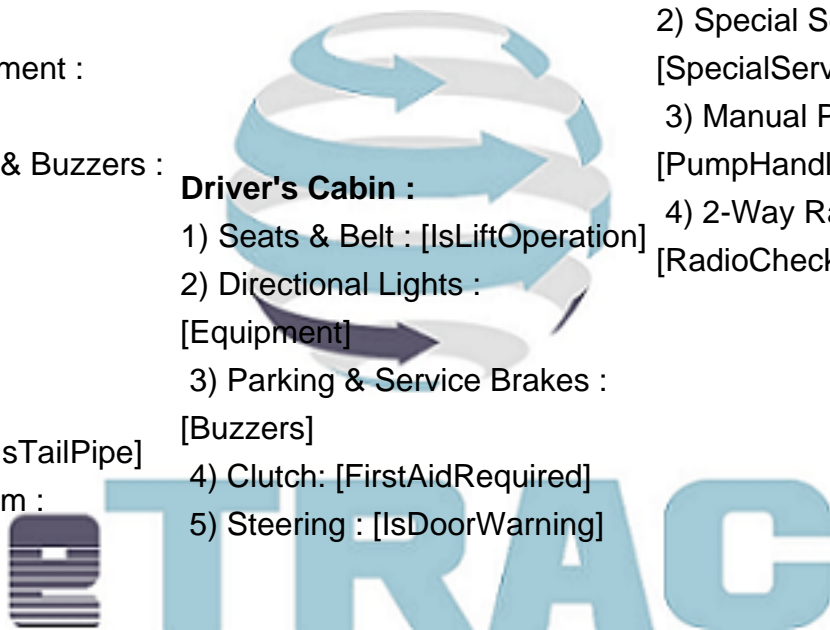 ment :
& Buzzers :
sTailPipe]
m :
Driver's Cabin :
1) Seats & Belt : [IsLiftOperation]
2) Directional Lights :
[Equipment]
3) Parking & Service Brakes :
[Buzzers]
4) Clutch: [FirstAidRequired]
5) Steering : [IsDoorWarning]
2) Special S
[SpecialServ
3) Manual P
[PumpHandl
4) 2-Way Ra
[RadioCheck
eTRAC